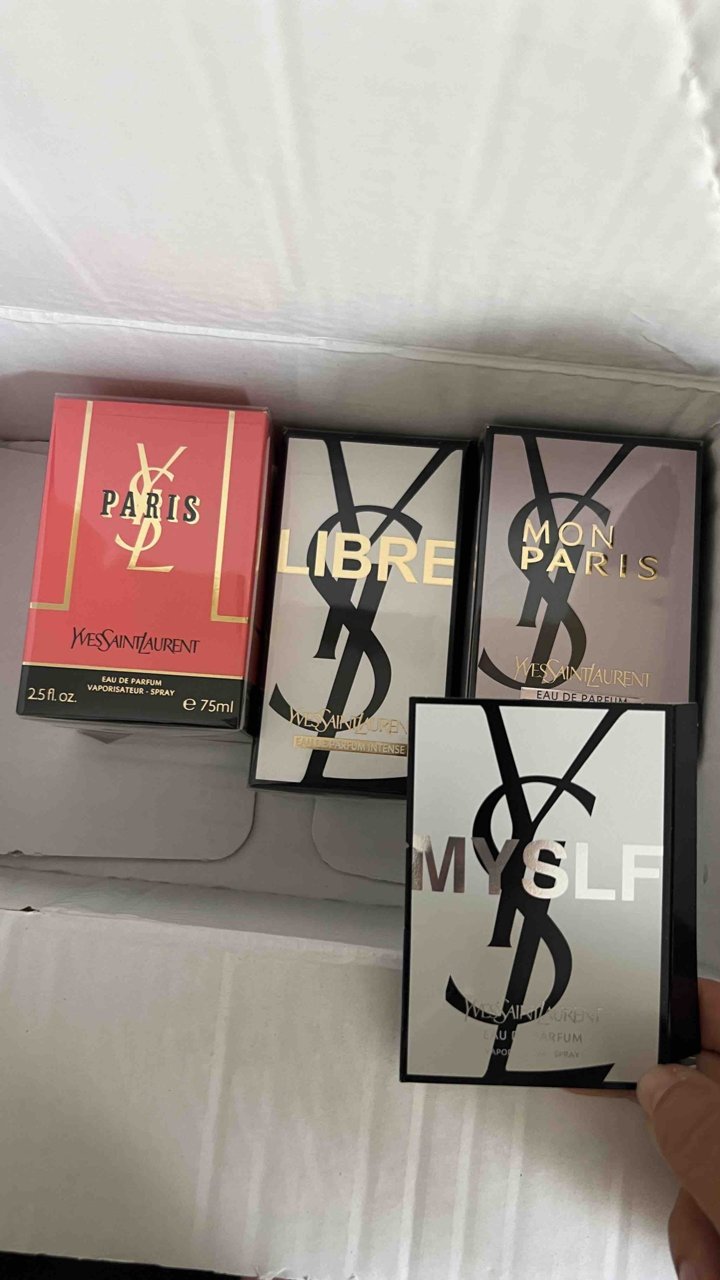 YSL
PARIS
YVESSAINTLAURENT
EAU DE PARFUM
VAPORISATEUR - SPRAY
2.5 fl. oz.
e 75ml
YSL
LIBRE
YVESSAINTLAUREN
EAU DE PARFUM INTENSE
YSL
MON
PARIS
YVESSAINTLAURENT
EAU DE PARFUM
YSL
MYSLF
YVESSAINTLAURENT
EAU DE PARFUM
SPRAY